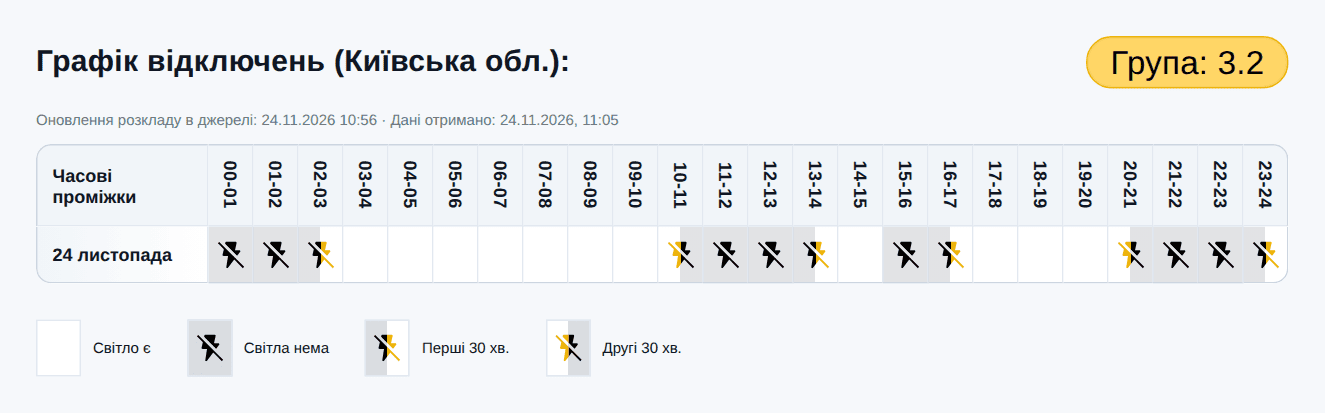 Графік відключень (Київська обл.):
Група: 3.2
Оновлення розкладу в джерелі: 24.11.2026 10:56 · Дані отримано: 24.11.2026, 11:05
Часові
проміжки
00-01
01-02
02-03
03-04
04-05
05-06
06-07
07-08
08-09
09-10
10-11
11-12
12-13
13-14
14-15
15-16
16-17
17-18
18-19
19-20
20-21
21-22
22-23
23-24
24 листопада
Світло є
Світла нема
Перші 30 хв.
Другі 30 хв.